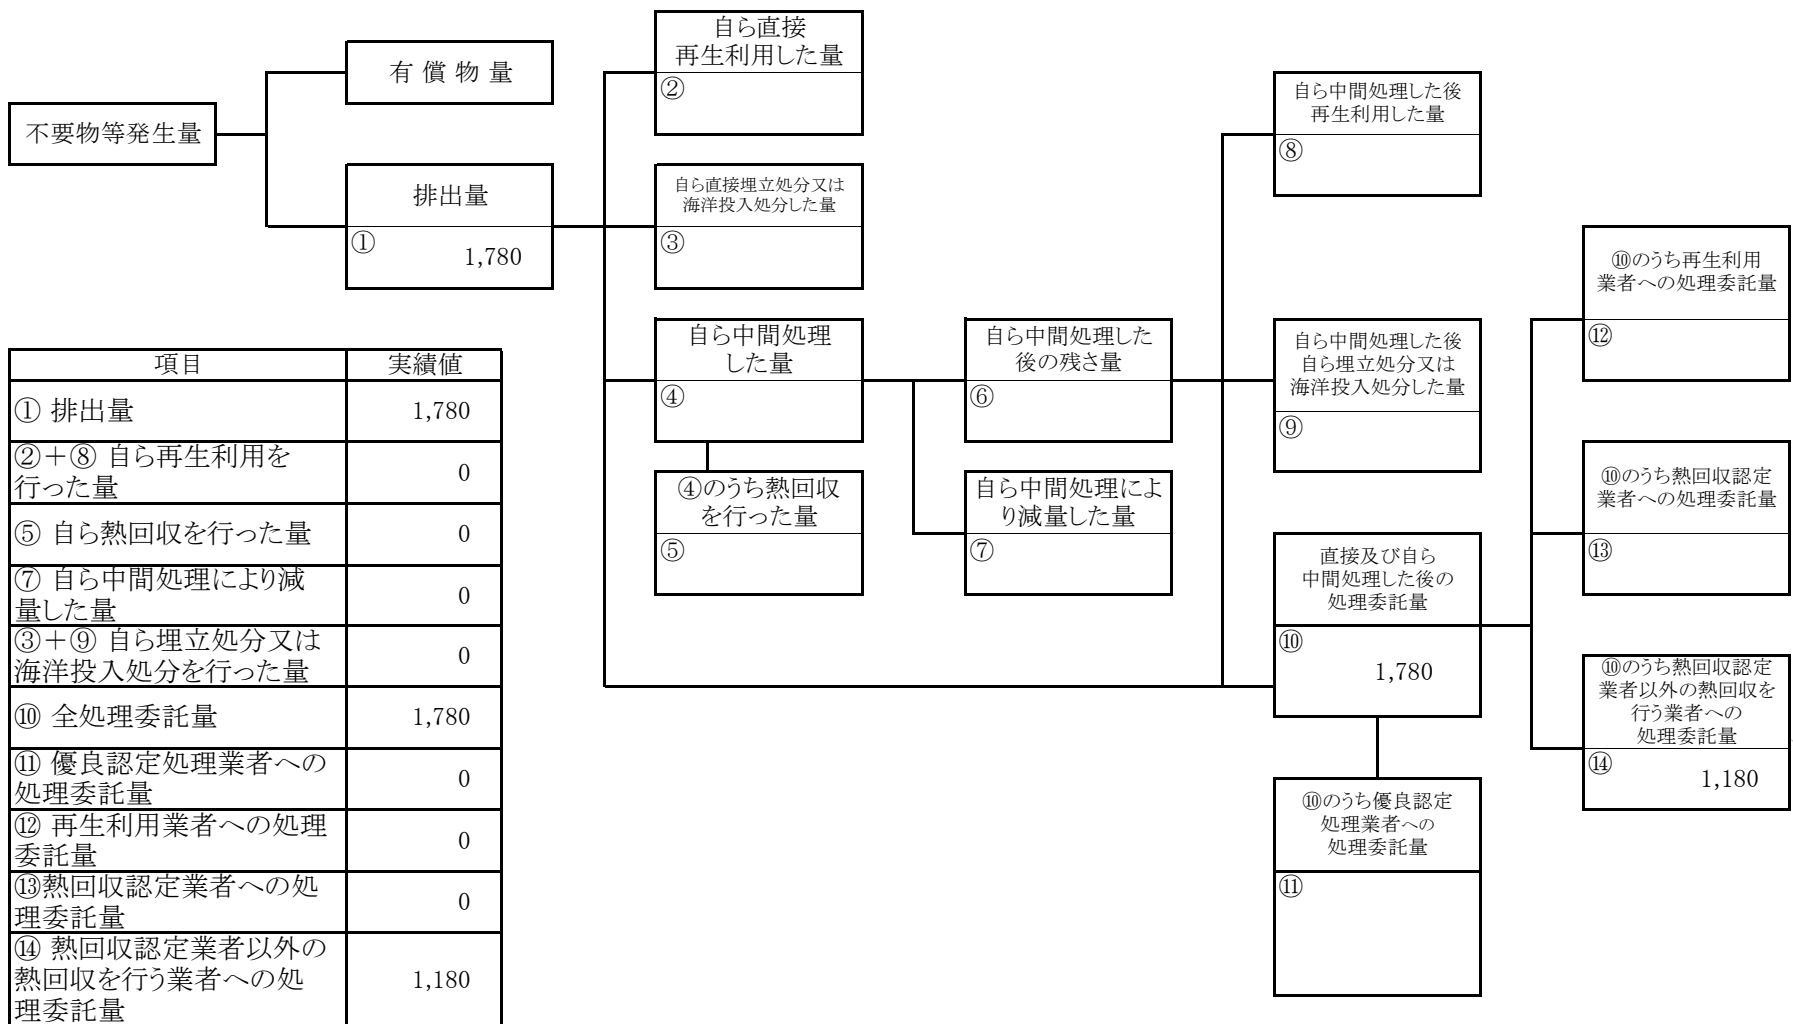 不要物等発生量
有 償 物 量
排出量
①
1,780
自ら直接
再生利用した量
②
自ら直接埋立処分又は
海洋投入処分した量
③
自ら中間処理
した量
④
④のうち熱回収
を行った量
⑤
自ら中間処理した
後の残さ量
⑥
自ら中間処理によ
り減量した量
⑦
自ら中間処理した後
再生利用した量
⑧
自ら中間処理した後
自ら埋立処分又は
海洋投入処分した量
⑨
直接及び自ら
中間処理した後の
処理委託量
⑩
1,780
⑩のうち優良認定
処理業者への
処理委託量
⑪
⑩のうち再生利用
業者への処理委託量
⑫
⑩のうち熱回収認定
業者への処理委託量
⑬
⑩のうち熱回収認定
業者以外の熱回収を
行う業者への
処理委託量
⑭
1,180
項目 実績値
① 排出量 1,780
②＋⑧ 自ら再生利用を
行った量 0
⑤ 自ら熱回収を行った量 0
⑦ 自ら中間処理により減
量した量 0
③＋⑨ 自ら埋立処分又は
海洋投入処分を行った量 0
⑩ 全処理委託量 1,780
⑪ 優良認定処理業者への
処理委託量 0
⑫ 再生利用業者への処理
委託量 0
⑬熱回収認定業者への処
理委託量 0
⑭ 熱回収認定業者以外の
熱回収を行う業者への処
理委託量 1,180